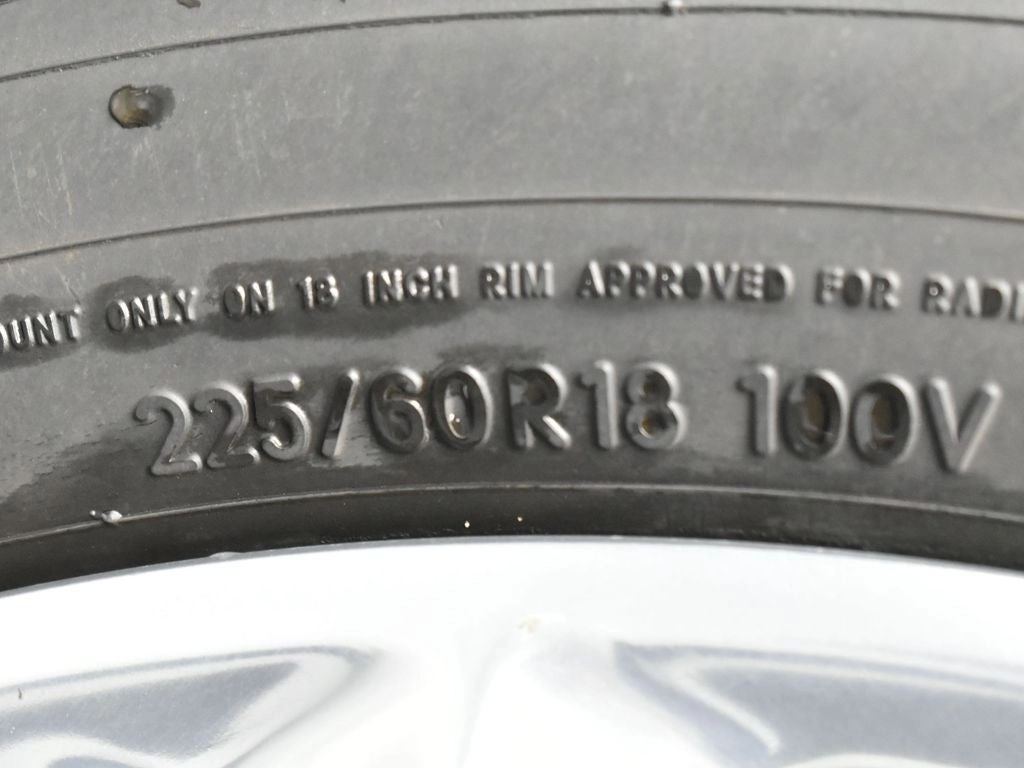 OUNT ONLY ON 18 INCH RIM APPROVED FOR RADI
225/60R18 100V